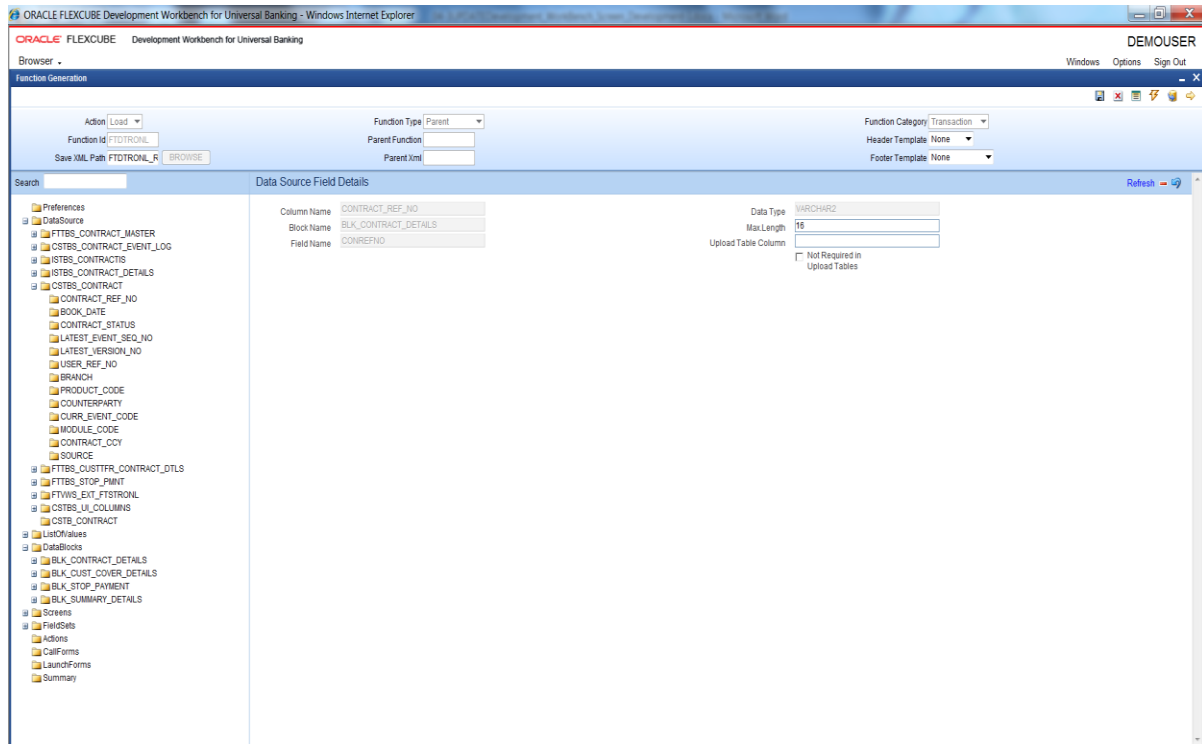 ORACLE FLEXCUBE Development Workbench for Universal Banking - Windows Internet Explorer
ORACLE FLEXCUBE Development Workbench for Universal Banking
DEMOUSER
Browser
Windows Options Sign Out
Function Generation
Action Load
Function Type Parent
Function Category Transaction
Function Id FTDTRONL
Parent Function
Header Template None
Save XML Path FTDTRONL_R BROWSE
Parent Xml
Footer Template None
Search
Data Source Field Details
Refresh
Column Name CONTRACT_REF_NO
Data Type VARCHAR2
Block Name BLK_CONTRACT_DETAILS
Max.Length 16
Field Name CONREFNO
Upload Table Column
Not Required in
Upload Tables
Preferences
DataSource
FTTBS_CONTRACT_MASTER
CSTBS_CONTRACT_EVENT_LOG
ISTBS_CONTRACTIS
ISTBS_CONTRACT_DETAILS
CSTBS_CONTRACT
CONTRACT_REF_NO
BOOK_DATE
CONTRACT_STATUS
LATEST_EVENT_SEQ_NO
LATEST_VERSION_NO
USER_REF_NO
BRANCH
PRODUCT_CODE
COUNTERPARTY
CURR_EVENT_CODE
MODULE_CODE
CONTRACT_CCY
SOURCE
FTTBS_CUSTTFR_CONTRACT_DTLS
FTTBS_STOP_PMNT
FTVWS_EXT_FTSTRONL
CSTBS_UI_COLUMNS
CSTB_CONTRACT
ListOfValues
DataBlocks
BLK_CONTRACT_DETAILS
BLK_CUST_COVER_DETAILS
BLK_STOP_PAYMENT
BLK_SUMMARY_DETAILS
Screens
FieldSets
Actions
CallForms
LaunchForms
Summary